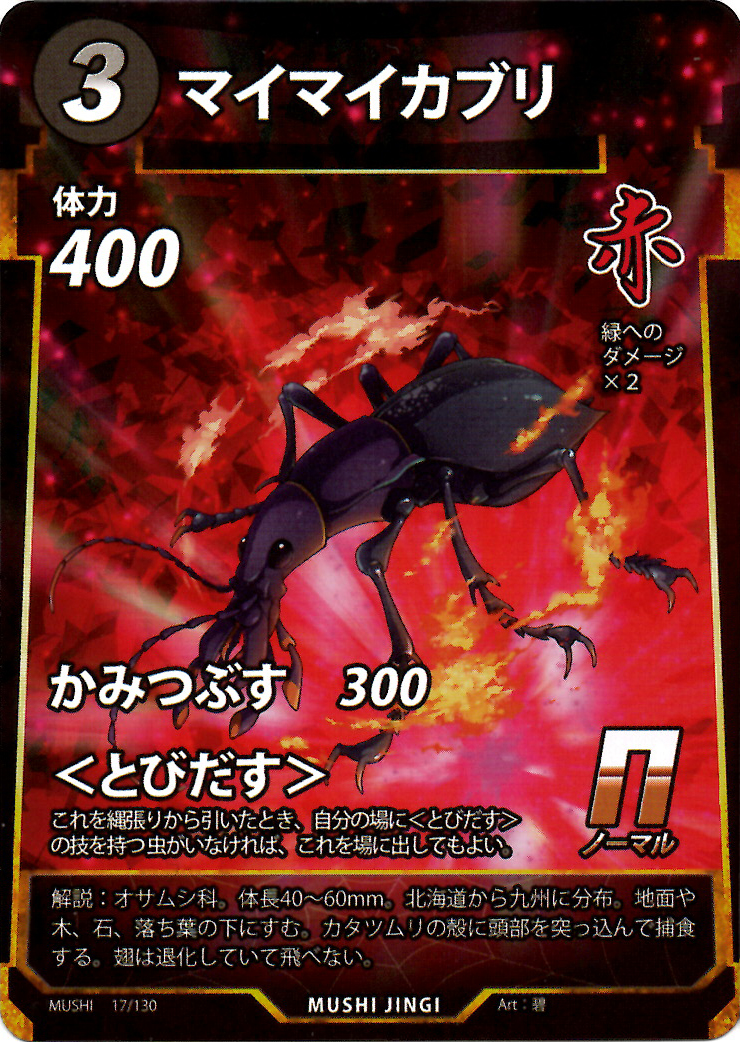 3 マイマイカブリ
体力
400
赤
緑への
ダメージ
×2
かみつぶす 300
<とびだす>
これを縄張りから引いたとき、自分の場に<とびだす>
の技を持つ虫がいなければ、これを場に出してもよい。
n
ノーマル
解説：オサムシ科。体長40〜60mm。北海道から九州に分布。地面や
木、石、落ち葉の下にすむ。カタツムリの殻に頭部を突っ込んで捕食
する。翅は退化していて飛べない。
MUSHI 17/130 MUSHI JINGI Art：碧